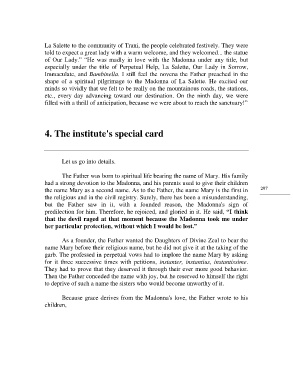 La Salette to the community of Trani, the people celebrated festively. They were
told to expect a great lady with a warm welcome, and they welcomed... the statue
of Our Lady." "He was madly in love with the Madonna under any title, but
especially under the title of Perpetual Help, La Salette, Our Lady in Sorrow,
Immaculate, and Bambinella. I still feel the novena the Father preached in the
shape of a spiritual pilgrimage to the Madonna of La Salette. He excited our
minds so vividly that we felt to be really on the mountainous roads, the stations,
etc., every day advancing toward our destination. On the ninth day, we were
filled with a thrill of anticipation, because we were about to reach the sanctuary!"
4. The institute's special card
Let us go into details.
The Father was born to spiritual life bearing the name of Mary. His family
had a strong devotion to the Madonna, and his parents used to give their children
the name Mary as a second name. As to the Father, the name Mary is the first in
the religious and in the civil registry. Surely, there has been a misunderstanding,
but the Father saw in it, with a founded reason, the Madonna's sign of
predilection for him. Therefore, he rejoiced, and gloried in it. He said, "I think
that the devil raged at that moment because the Madonna took me under
her particular protection, without which I would be lost."
297
As a founder, the Father wanted the Daughters of Divine Zeal to bear the
name Mary before their religious name, but he did not give it at the taking of the
garb. The professed in perpetual vows had to implore the name Mary by asking
for it three successive times with petitions, instanter, instantius, instantissime.
They had to prove that they deserved it through their ever more good behavior.
Then the Father conceded the name with joy, but he reserved to himself the right
to deprive of such a name the sisters who would become unworthy of it.
Because grace derives from the Madonna's love, the Father wrote to his
children,